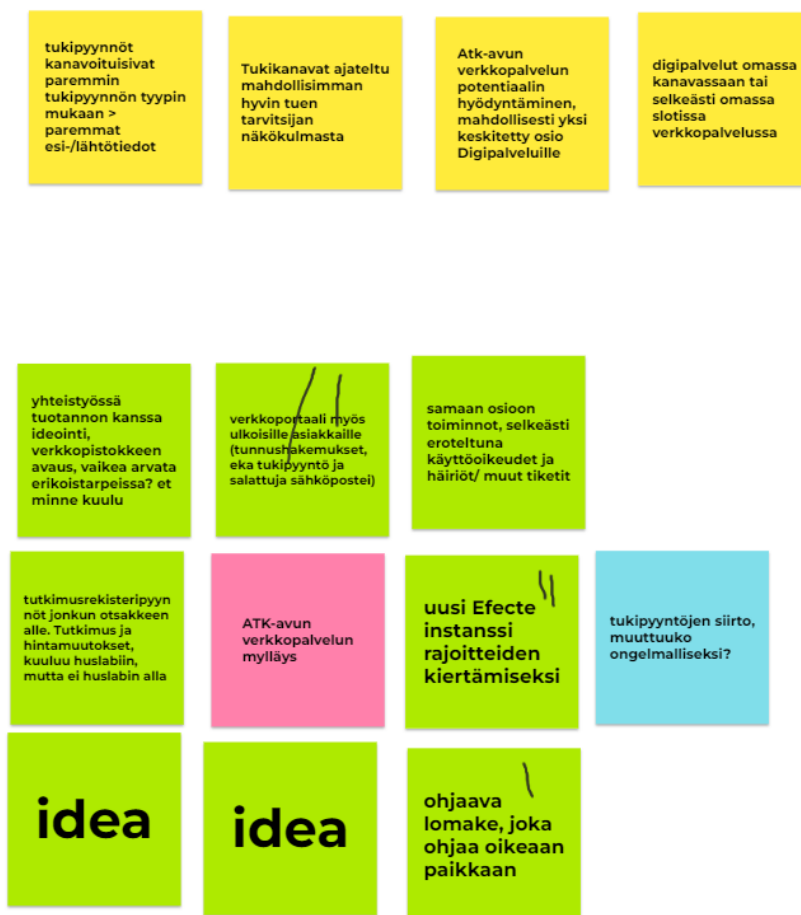 tukipyynnöt
kanavoituisivat
paremmin
tukipyynnön tyypin
mukaan >
paremmat
esi-/lähtötiedot
Tukikanavat ajateltu
mahdollisimman
hyvin tuen
tarvitsijan
näkökulmasta
Atk-avun
verkkopalvelun
potentiaalin
hyödyntäminen,
mahdollisesti yksi
keskitetty osio
Digipalveluille
digipalvelut omassa
kanavassaan tai
selkeästi omassa
slotissa
verkkopalvelussa
yhteistyössä
tuotannon kanssa
ideointi,
verkkopistokkeen
avaus, vaikea arvata
erikoistarpeissa? et
minne kuulu
verkkoportaali myös
ulkoisille asiakkaille
(tunnushakemukset,
eka tukipyyntö ja
salattuja sähköpostei)
samaan osioon
toiminnot, selkeästi
eroteltuna
käyttöoikeudet ja
häiriöt/ muut tiketit
tutkimusrekisteripyyn
nöt jonkun otsakkeen
alle. Tutkimus ja
hintamuutokset,
kuuluu huslabiin,
mutta ei huslabin alla
ATK-avun
verkkopalvelun
mylläys
uusi Efecte
instanssi
rajoitteiden
kiertämiseksi
tukipyyntöjen siirto,
muuttuuko
ongelmalliseksi?
idea
idea
ohjaava
lomake, joka
ohjaa oikeaan
paikkaan